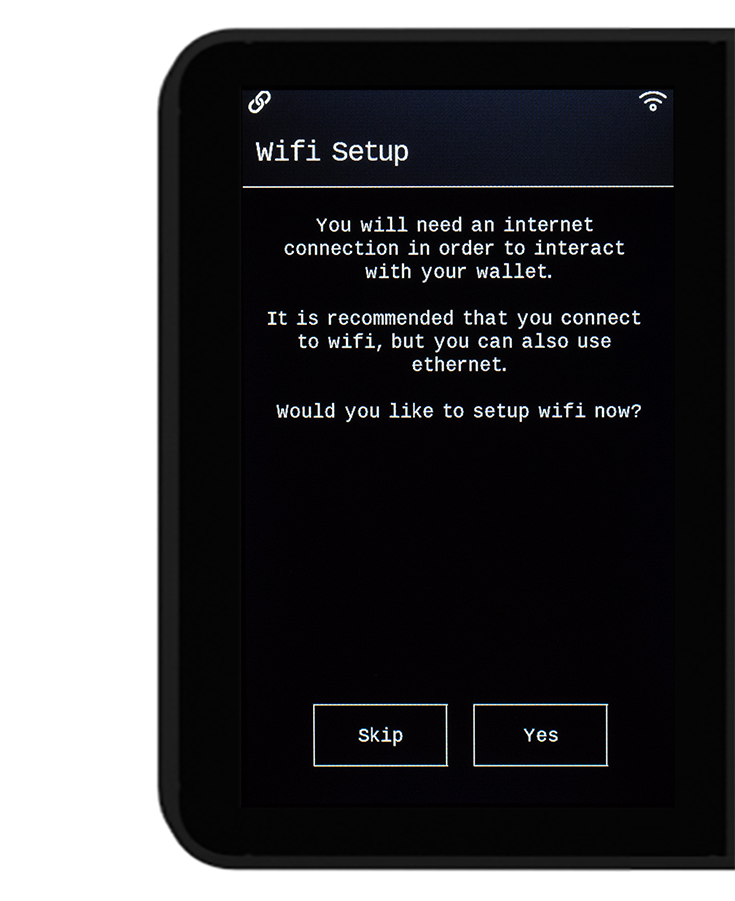 Wifi Setup
You will need an internet
connection in order to interact
with your wallet.
It is recommended that you connect
to wifi, but you can also use
ethernet.
Would you like to setup wifi now?
Skip
Yes